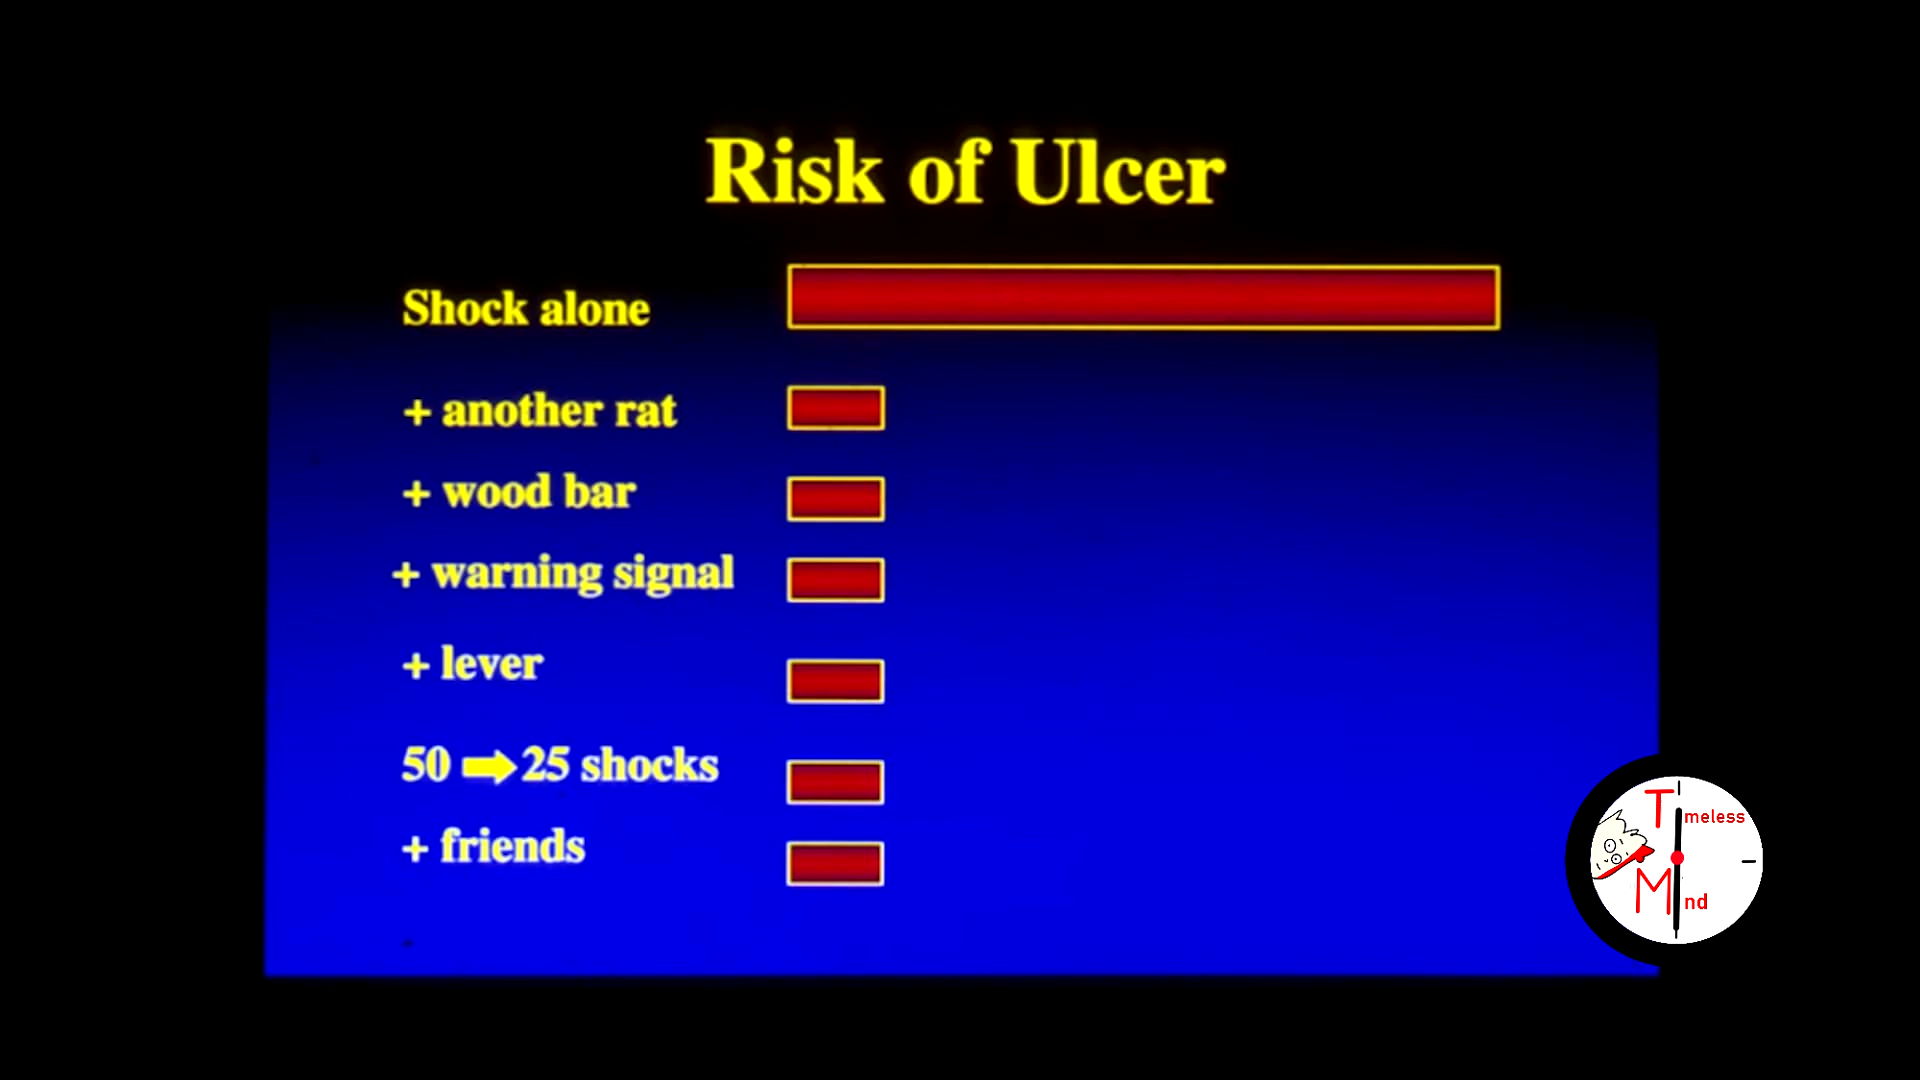 Risk of Ulcer
Shock alone
+ another rat
+ wood bar
+ warning signal
+ lever
50 ➡ 25 shocks
+ friends
Timeless
Mind